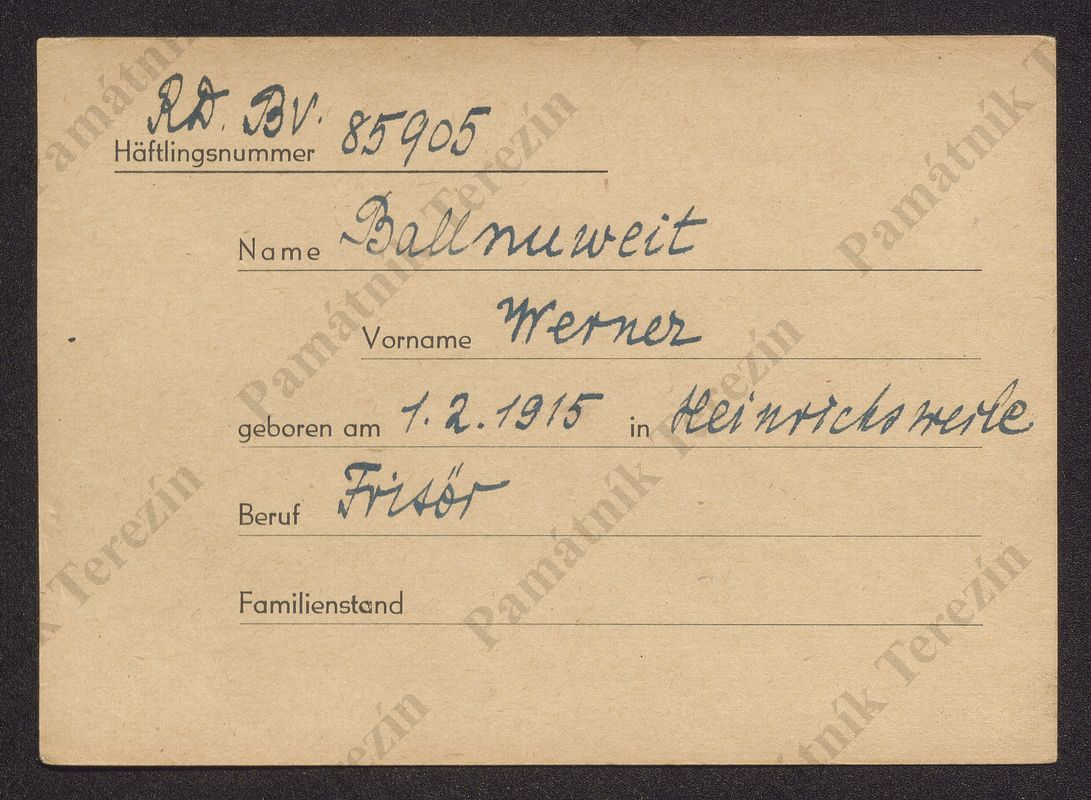 RD. BV. 85905
Häftlingsnummer
Name Ballnuweit
Vorname Werner
geboren am 1.2.1915 in Heinrichswerle
Beruf Frisör
Familienstand
Památník Terezín